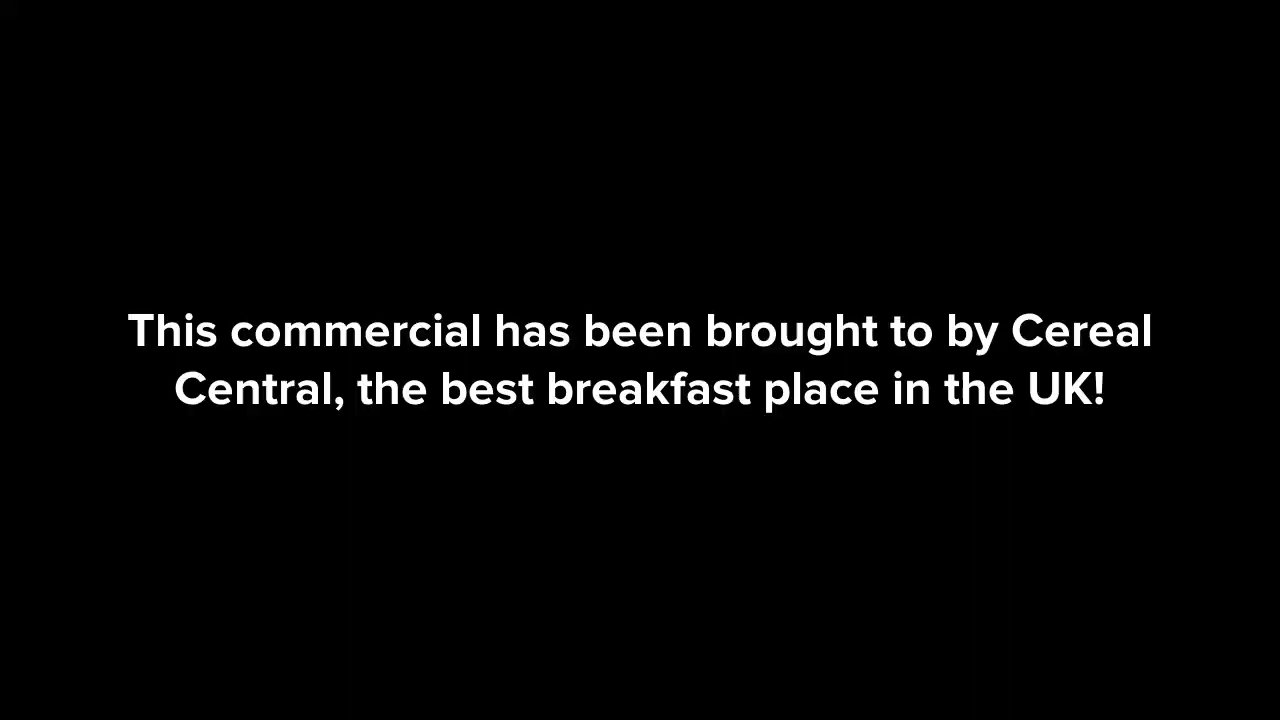 This commercial has been brought to by Cereal
Central, the best breakfast place in the UK!